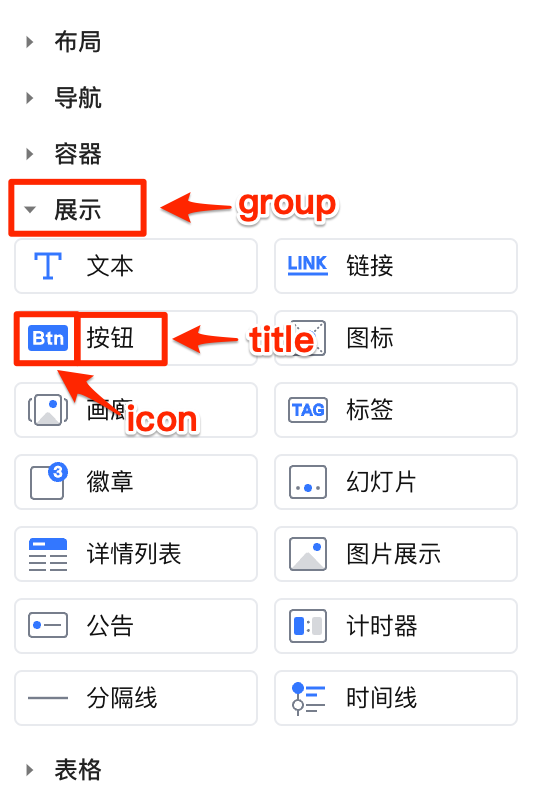 布局
导航
容器
展示 group
文本
LINK 链接
Btn 按钮 title 图标
画廊 icon
TAG 标签
3 徽章
幻灯片
详情列表
图片展示
公告
计时器
分隔线
时间线
表格